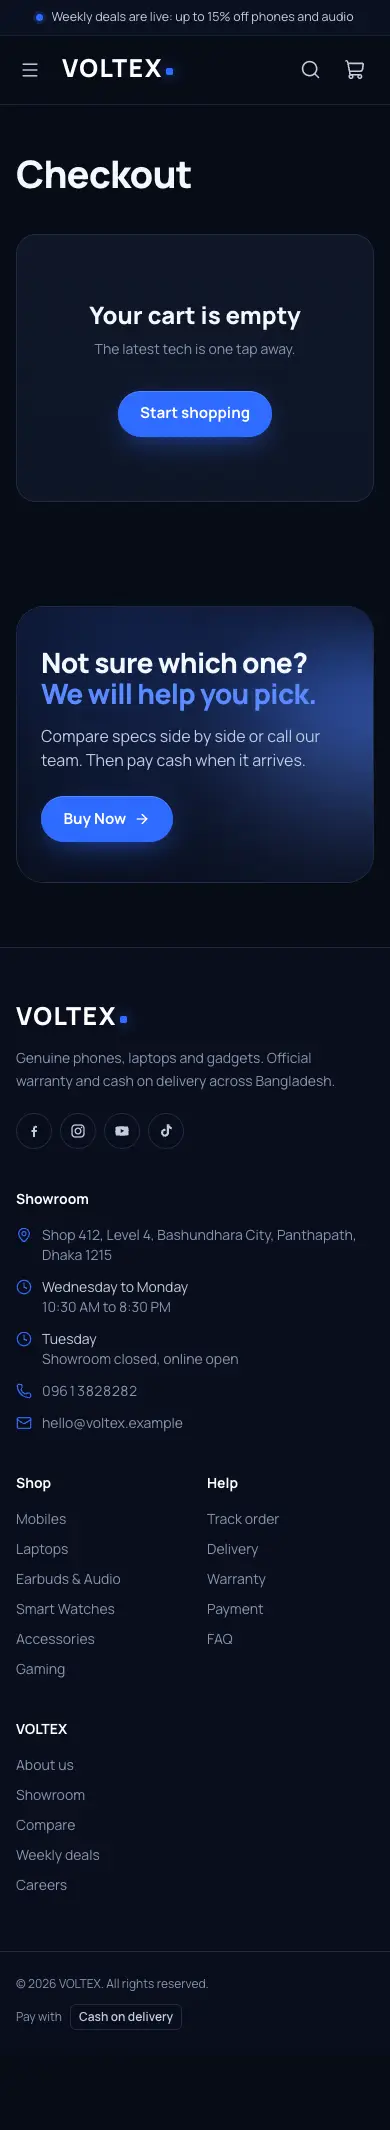 Weekly deals are live: up to 15% off phones and audio
VOLTEX
Checkout
Your cart is empty
The latest tech is one tap away.
Start shopping
Not sure which one?
We will help you pick.
Compare specs side by side or call our
team. Then pay cash when it arrives.
Buy Now
VOLTEX
Genuine phones, laptops and gadgets. Official
warranty and cash on delivery across Bangladesh.
Showroom
Shop 412, Level 4, Bashundhara City, Panthapath,
Dhaka 1215
Wednesday to Monday
10:30 AM to 8:30 PM
Tuesday
Showroom closed, online open
09613828282
hello@voltex.example
Shop
Mobiles
Laptops
Earbuds & Audio
Smart Watches
Accessories
Gaming
Help
Track order
Delivery
Warranty
Payment
FAQ
VOLTEX
About us
Showroom
Compare
Weekly deals
Careers
© 2026 VOLTEX. All rights reserved.
Pay with Cash on delivery